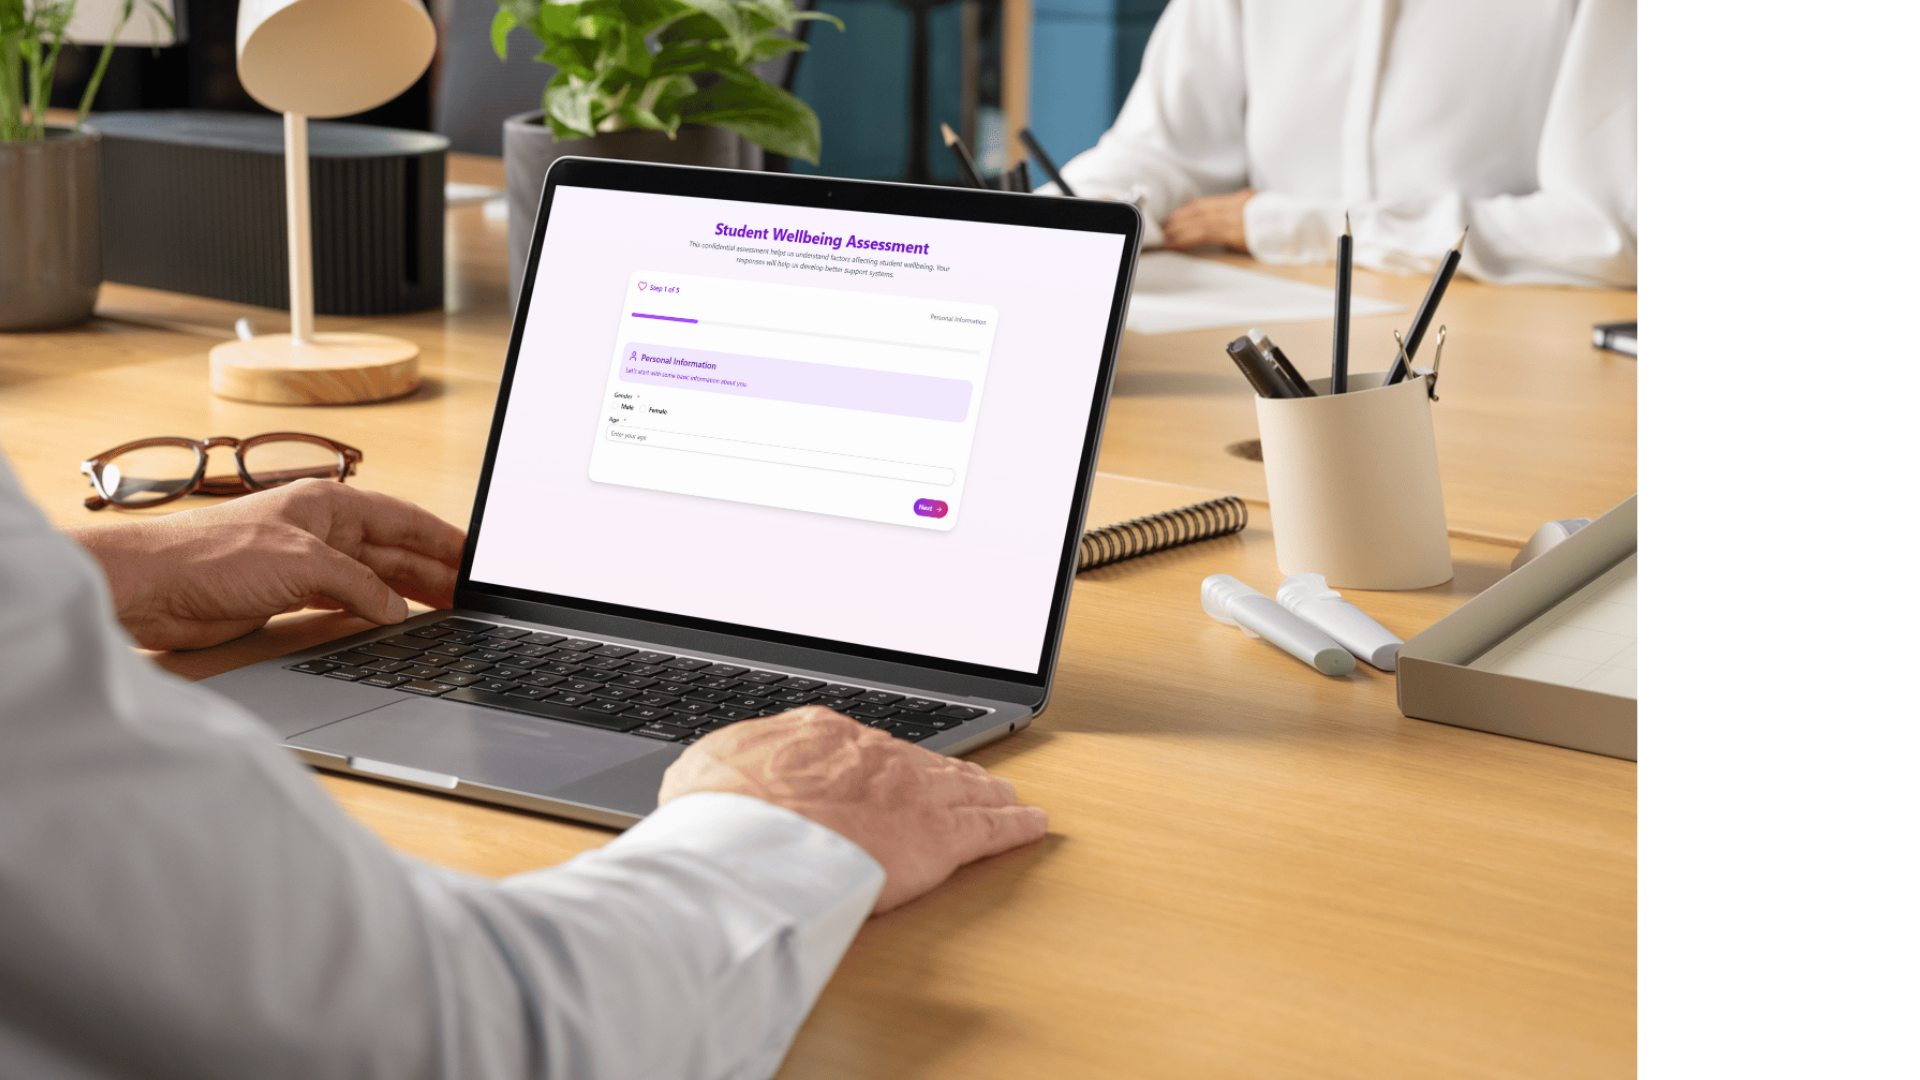 Student Wellbeing Assessment
This confidential assessment helps us understand factors affecting student wellbeing. Your
responses will help us develop better support systems.
Step 1 of 5
Personal Information
Personal Information
Let's start with some basic information about you.
Gender *
Male Female
Age *
Enter your age
Next →